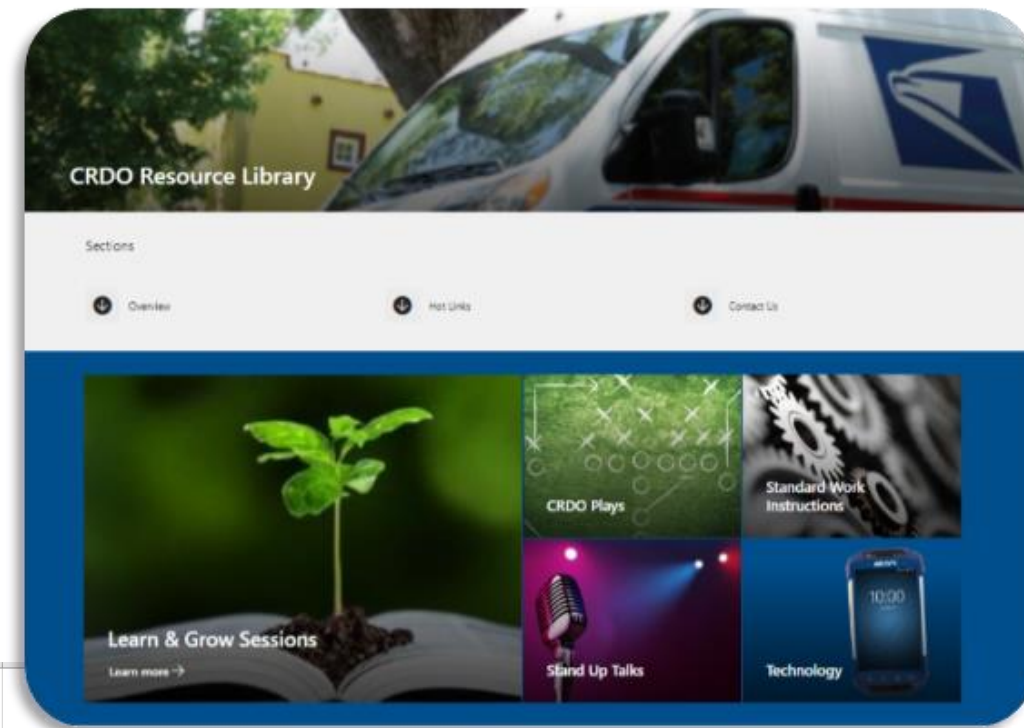 CRDO Resource Library
Sections
Overview
Hot Links
Contact Us
CRDO Plays
Standard Work
Instructions
Learn & Grow Sessions
Learn more →
Stand Up Talks
10:00
Technology